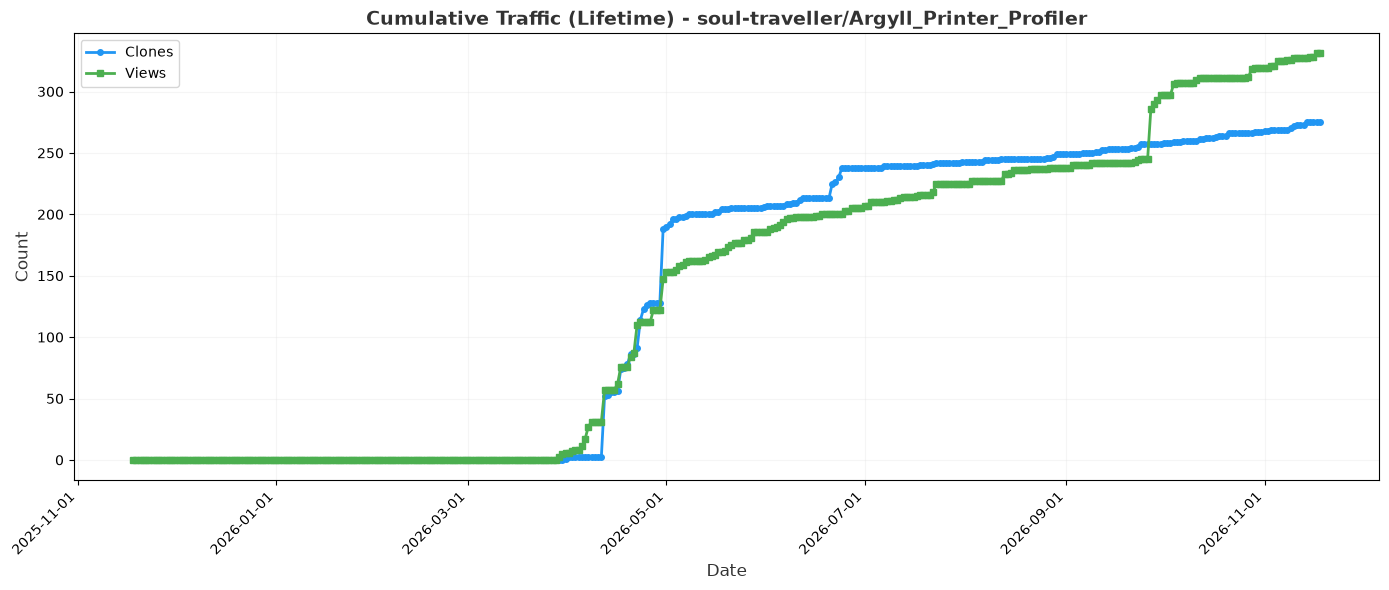 Cumulative Traffic (Lifetime) - soul-traveller/Argyll_Printer_Profiler
Clones
Views
300
250
200
150
100
50
0
Count
2025-11-01
2026-01-01
2026-03-01
2026-05-01
2026-07-01
2026-09-01
2026-11-01
Date